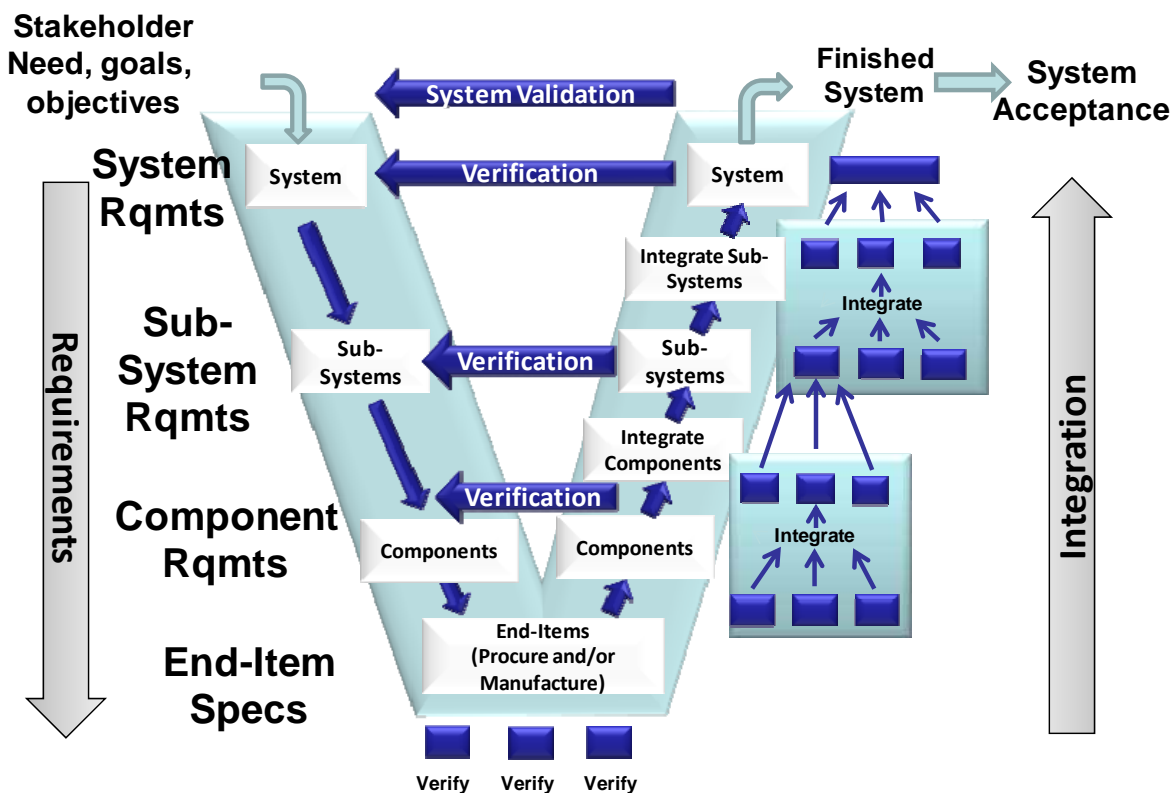 Stakeholder
Need, goals,
objectives
System Validation
Finished
System
System
Acceptance
System
Rqmts
System
Verification
System
Integrate Sub-
Systems
Requirements
Sub-
System
Rqmts
Sub-
Systems
Verification
Sub-
systems
Integrate
Integration
Integrate
Components
Component
Rqmts
Components
Verification
Components
Integrate
End-Item
Specs
End-Items
(Procure and/or
Manufacture)
Verify
Verify
Verify